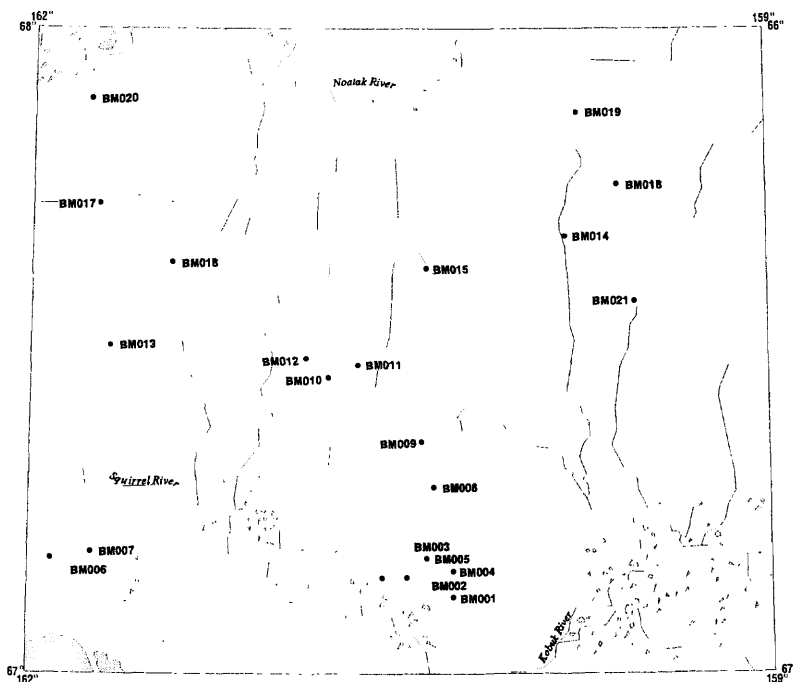 162"
159"
68"
66"
Noatak River
BM020
BM019
BM018
BM017
BM014
BM018
BM015
BM021
BM013
BM012
BM011
BM010
BM009
Squirrel River
BM008
BM003
BM007
BM005
BM006
BM004
BM002
BM001
Kobuk River
67"
67
162"
159"